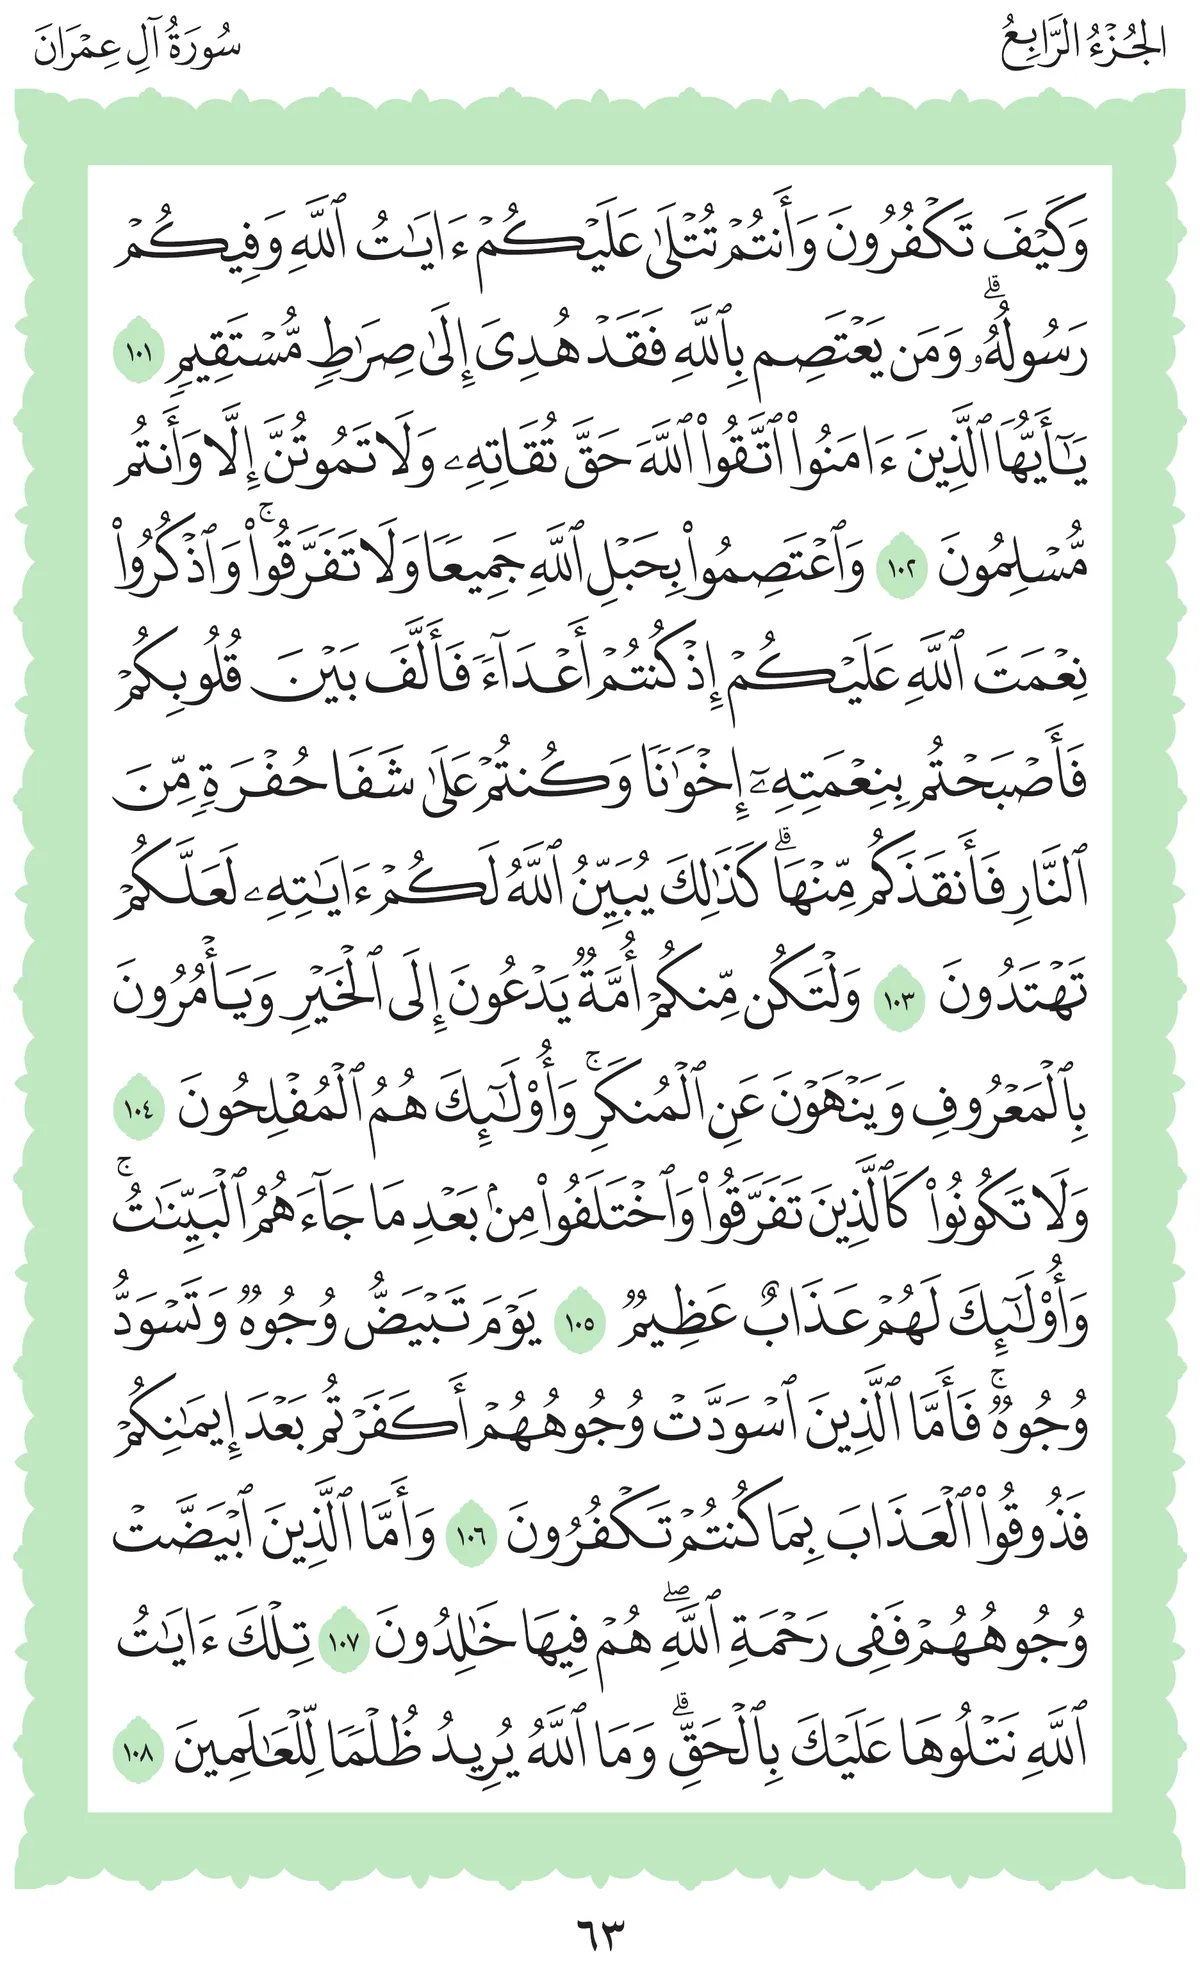 الجُزْءُ الرَّابِعُ
سُورَةُ آلِ عِمْرَانَ
وَكَيْفَ تَكْفُرُونَ وَأَنتُمْ تُتْلَىٰ عَلَيْكُمْ ءَايَـٰتُ ٱللَّهِ وَفِيكُمْ
رَسُولُهُۥۗ وَمَن يَعْتَصِم بِٱللَّهِ فَقَدْ هُدِىَ إِلَىٰ صِرَٰطٍ مُّسْتَقِيمٍ ١٠١
يَـٰٓأَيُّهَا ٱلَّذِينَ ءَامَنُوا۟ ٱتَّقُوا۟ ٱللَّهَ حَقَّ تُقَاتِهِۦ وَلَا تَمُوتُنَّ إِلَّا وَأَنتُم
مُّسْلِمُونَ ١٠٢ وَٱعْتَصِمُوا۟ بِحَبْلِ ٱللَّهِ جَمِيعًا وَلَا تَفَرَّقُوا۟ۚ وَٱذْكُرُوا۟
نِعْمَتَ ٱللَّهِ عَلَيْكُمْ إِذْ كُنتُمْ أَعْدَآءً فَأَلَّفَ بَيْنَ قُلُوبِكُمْ
فَأَصْبَحْتُم بِنِعْمَتِهِۦٓ إِخْوَٰنًا وَكُنتُمْ عَلَىٰ شَفَا حُفْرَةٍ مِّنَ
ٱلنَّارِ فَأَنقَذَكُم مِّنْهَاۗ كَذَٰلِكَ يُبَيِّنُ ٱللَّهُ لَكُمْ ءَايَـٰتِهِۦ لَعَلَّكُمْ
تَهْتَدُونَ ١٠٣ وَلْتَكُن مِّنكُمْ أُمَّةٌ يَدْعُونَ إِلَى ٱلْخَيْرِ وَيَأْمُرُونَ
بِٱلْمَعْرُوفِ وَيَنْهَوْنَ عَنِ ٱلْمُنكَرِۚ وَأُو۟لَـٰٓئِكَ هُمُ ٱلْمُفْلِحُونَ ١٠٤
وَلَا تَكُونُوا۟ كَٱلَّذِينَ تَفَرَّقُوا۟ وَٱخْتَلَفُوا۟ مِنۢ بَعْدِ مَا جَآءَهُمُ ٱلْبَيِّنَـٰتُۚ
وَأُو۟لَـٰٓئِكَ لَهُمْ عَذَابٌ عَظِيمٌ ١٠٥ يَوْمَ تَبْيَضُّ وُجُوهٌ وَتَسْوَدُّ
وُجُوهٌۚ فَأَمَّا ٱلَّذِينَ ٱسْوَدَّتْ وُجُوهُهُمْ أَكَفَرْتُم بَعْدَ إِيمَـٰنِكُمْ
فَذُوقُوا۟ ٱلْعَذَابَ بِمَا كُنتُمْ تَكْفُرُونَ ١٠٦ وَأَمَّا ٱلَّذِينَ ٱبْيَضَّتْ
وُجُوهُهُمْ فَفِى رَحْمَةِ ٱللَّهِۖ هُمْ فِيهَا خَـٰلِدُونَ ١٠٧ تِلْكَ ءَايَـٰتُ
ٱللَّهِ نَتْلُوهَا عَلَيْكَ بِٱلْحَقِّۗ وَمَا ٱللَّهُ يُرِيدُ ظُلْمًا لِّلْعَـٰلَمِينَ ١٠٨
٦٣